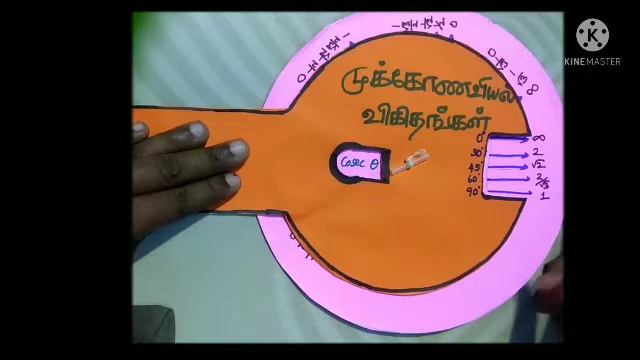 முக்கோணவியல்
விகிதங்கள்
Cosec θ
0° ∞
30° 2
45° √2
60° 2/√3
90° 1
KINEMASTER